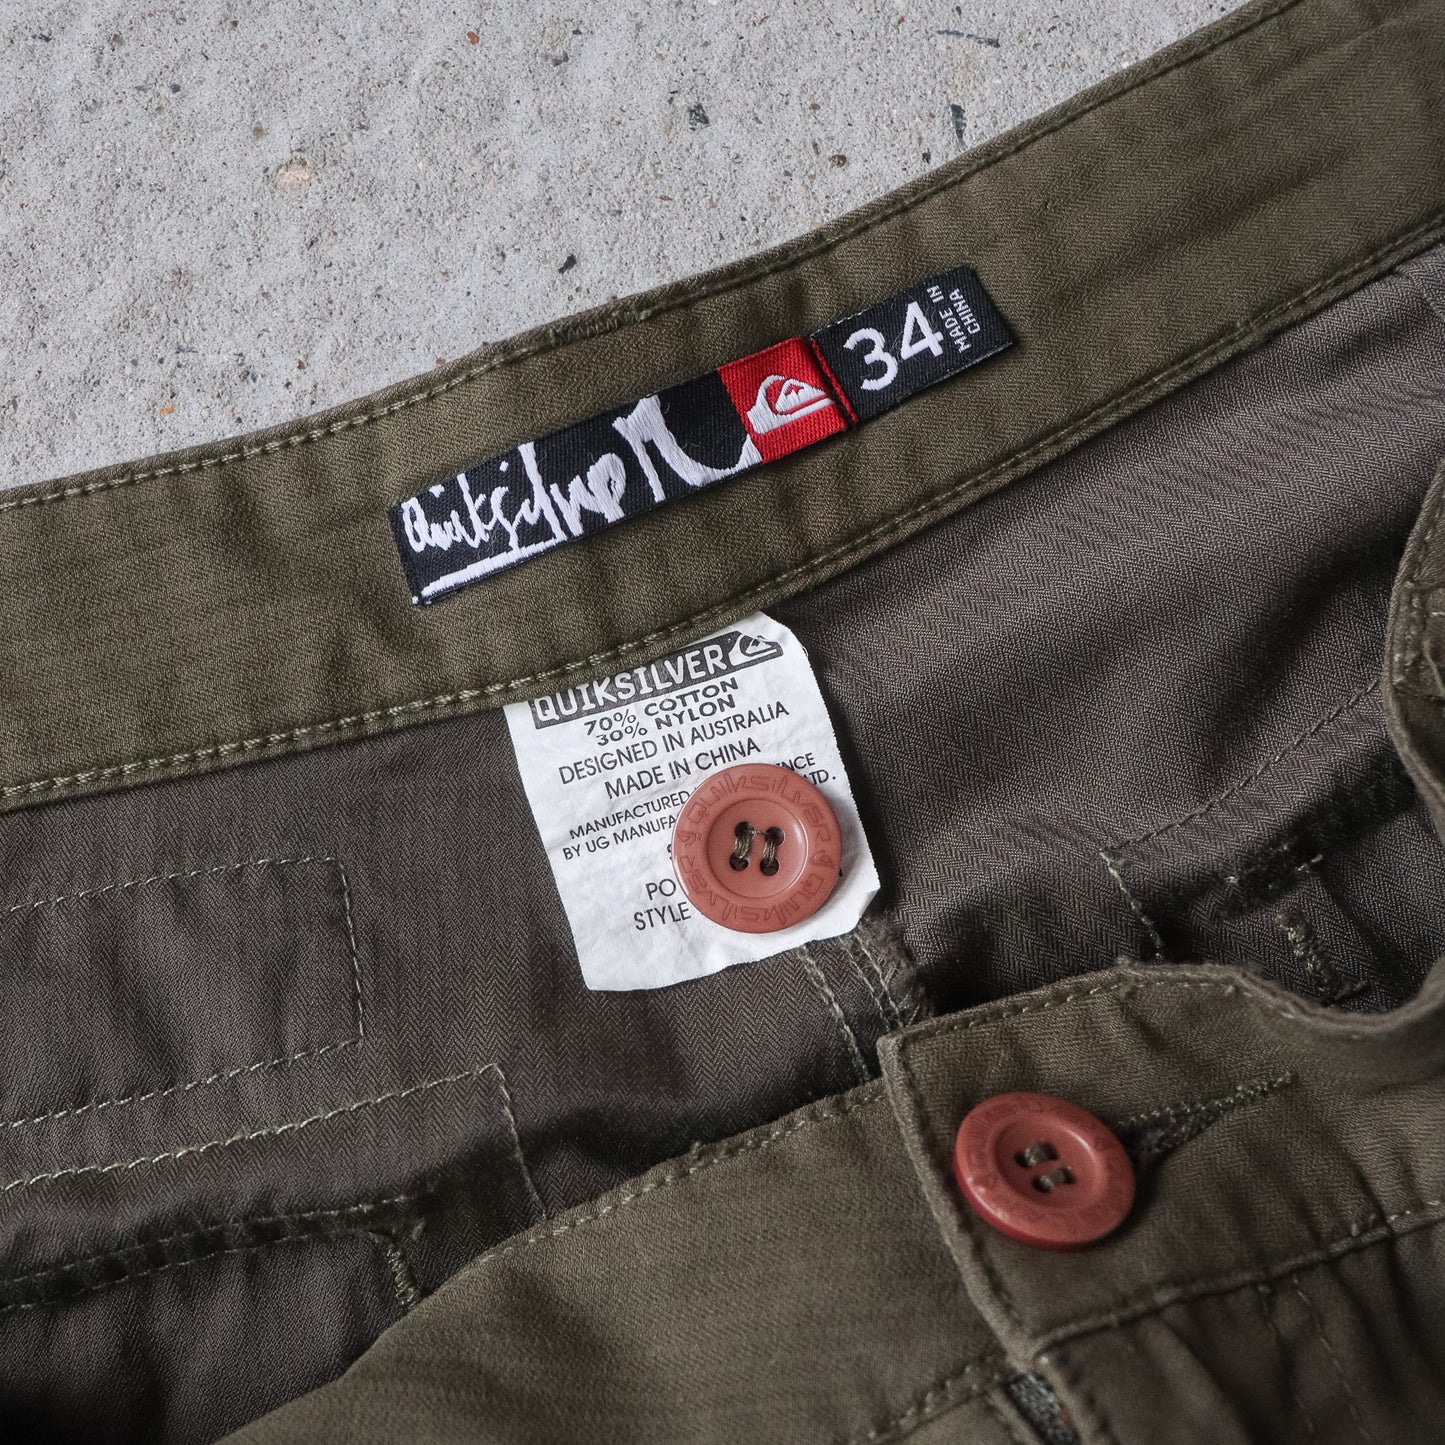 Quiksilver
34
MADE IN
CHINA
QUIKSILVER
70% COTTON
30% NYLON
DESIGNED IN AUSTRALIA
MADE IN CHINA
MANUFACTURED
BY UG MANUFA LTD.
PO
STYLE
QUIKSILVER
QUIKSILVER